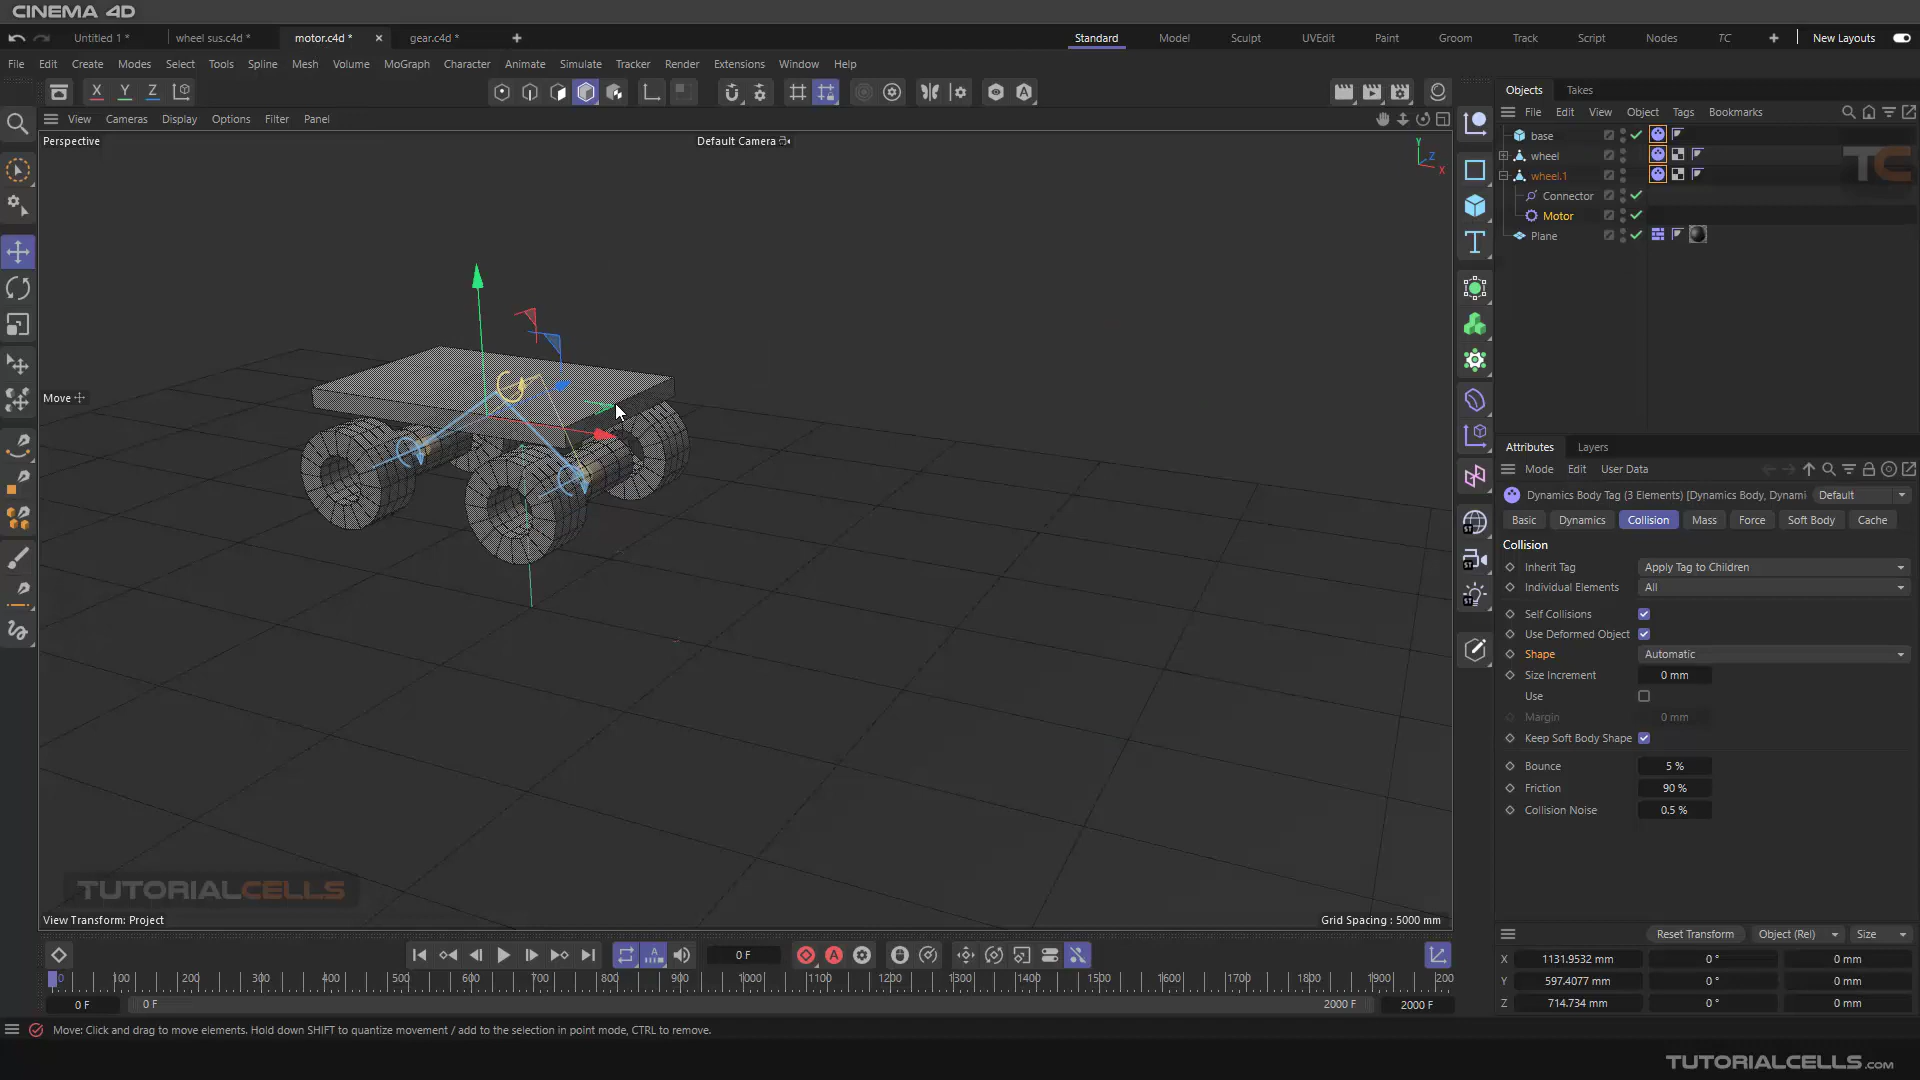 CINEMA 4D
Untitled 1 *
wheel sus.c4d *
motor.c4d *
gear.c4d *
Standard
Model
Sculpt
UVEdit
Paint
Groom
Track
Script
Nodes
TC
New Layouts
File Edit Create Modes Select Tools Spline Mesh Volume MoGraph Character Animate Simulate Tracker Render Extensions Window Help
X Y Z
View Cameras Display Options Filter Panel
Perspective
Default Camera
Y
Z
X
Move
TUTORIALCELLS
View Transform: Project
Grid Spacing : 5000 mm
Objects Takes
File Edit View Object Tags Bookmarks
base
wheel
wheel.1
Connector
Motor
Plane
TC
Attributes Layers
Mode Edit User Data
Dynamics Body Tag (3 Elements) [Dynamics Body, Dynami
Default
Basic Dynamics Collision Mass Force Soft Body Cache
Collision
Inherit Tag Apply Tag to Children
Individual Elements All
Self Collisions
Use Deformed Object
Shape Automatic
Size Increment 0 mm
Use
Margin 0 mm
Keep Soft Body Shape
Bounce 5 %
Friction 90 %
Collision Noise 0.5 %
Reset Transform Object (Rel) Size
X 1131.9532 mm 0 ° 0 mm
Y 597.4077 mm 0 ° 0 mm
Z 714.734 mm 0 ° 0 mm
0 F
0 100 200 300 400 500 600 700 800 900 1000 1100 1200 1300 1400 1500 1600 1700 1800 1900 200
0 F 0 F 2000 F 2000 F
Move: Click and drag to move elements. Hold down SHIFT to quantize movement / add to the selection in point mode, CTRL to remove.
TUTORIALCELLS.COM